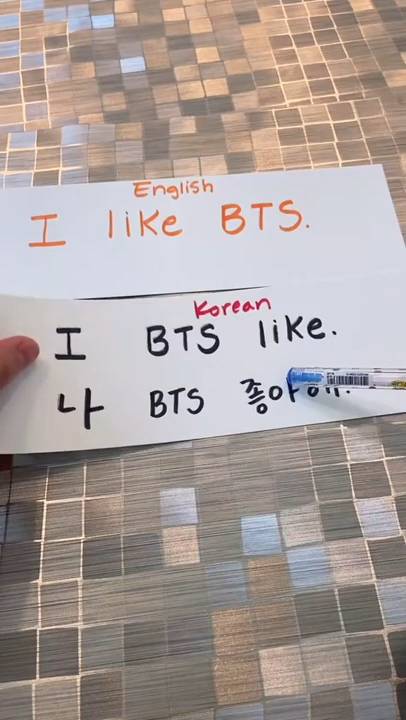 English
I like BTS.
Korean
I BTS like.
나 BTS 좋아